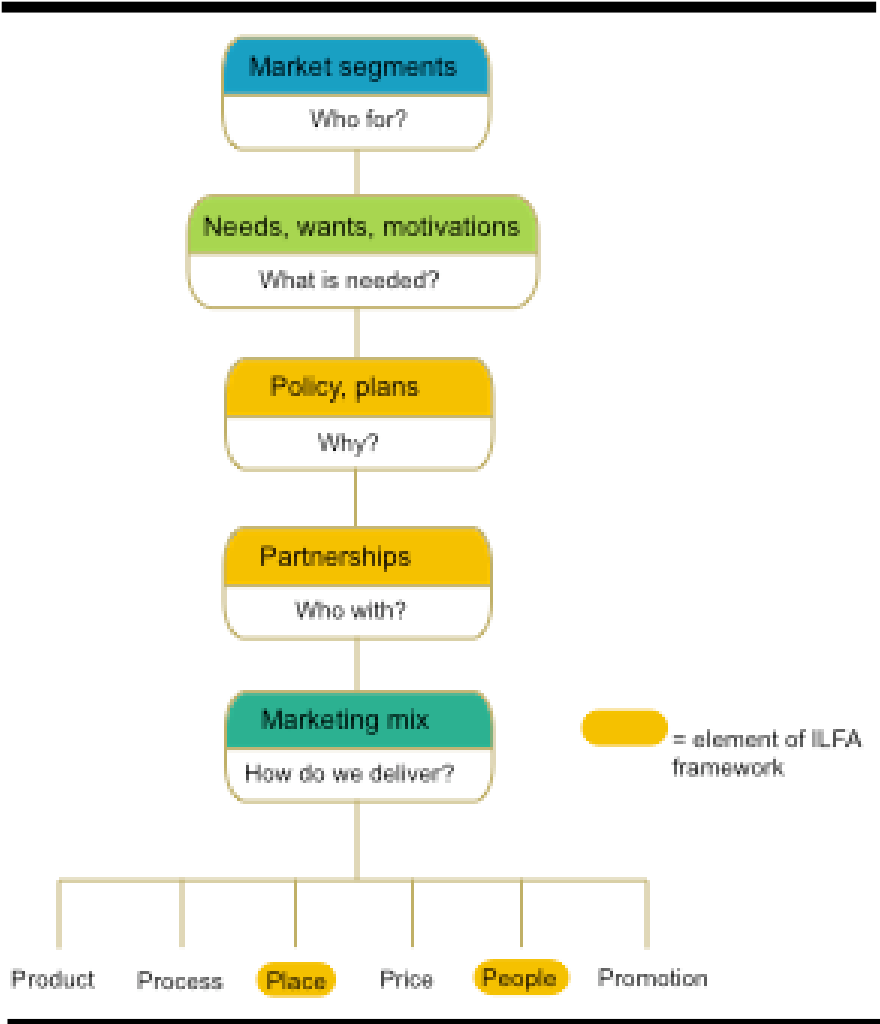 Market segments
Who for?
Needs, wants, motivations
What is needed?
Policy, plans
Why?
Partnerships
Who with?
Marketing mix
How do we deliver?
= element of ILFA
framework
Product Process Place Price People Promotion